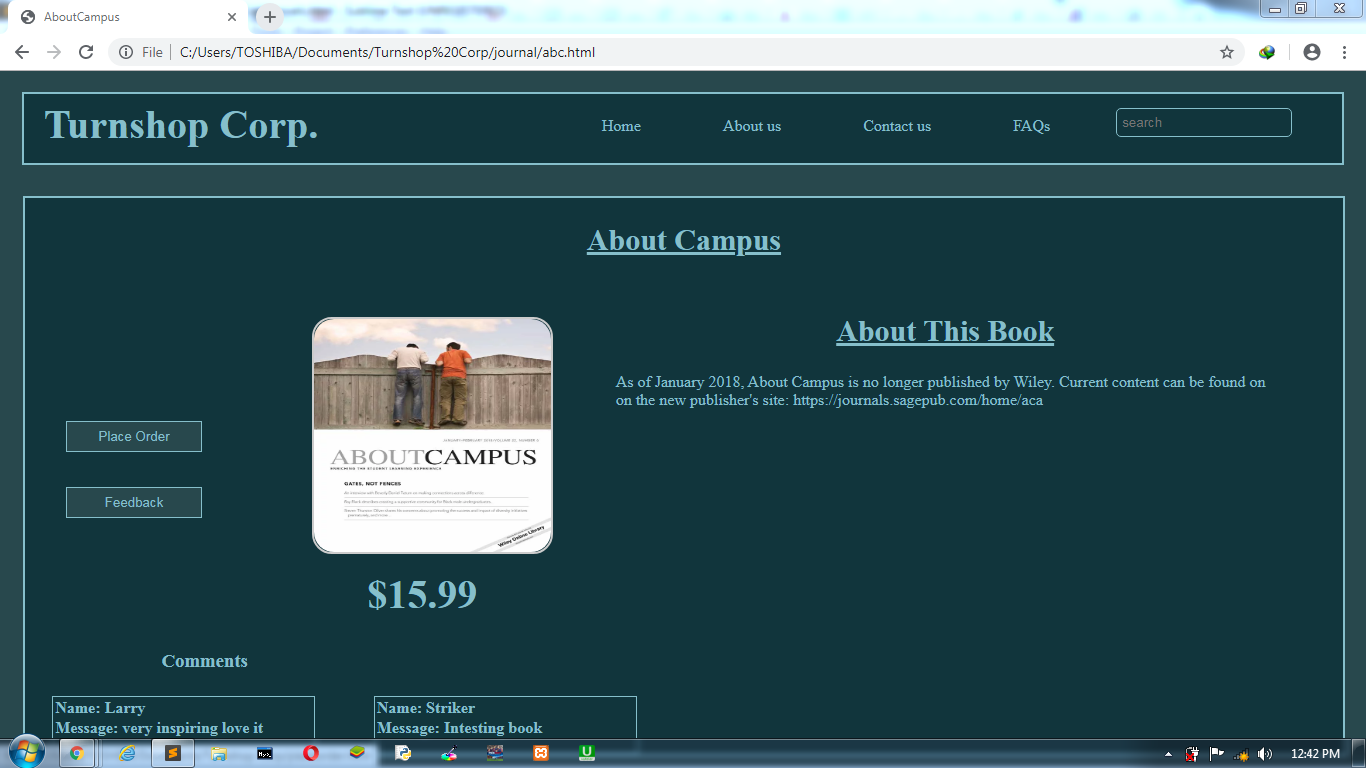 AboutCampus
File C:/Users/TOSHIBA/Documents/Turnshop%20Corp/journal/abc.html
Turnshop Corp.
Home About us Contact us FAQs search
About Campus
About This Book
As of January 2018, About Campus is no longer published by Wiley. Current content can be found on
on the new publisher's site: https://journals.sagepub.com/home/aca
Place Order
Feedback
ABOUTCAMPUS
ENRICHING THE STUDENT LEARNING EXPERIENCE
GATES, NOT FENCES
Wiley Online Library
$15.99
Comments
Name: Larry
Message: very inspiring love it
Name: Striker
Message: Intesting book
12:42 PM